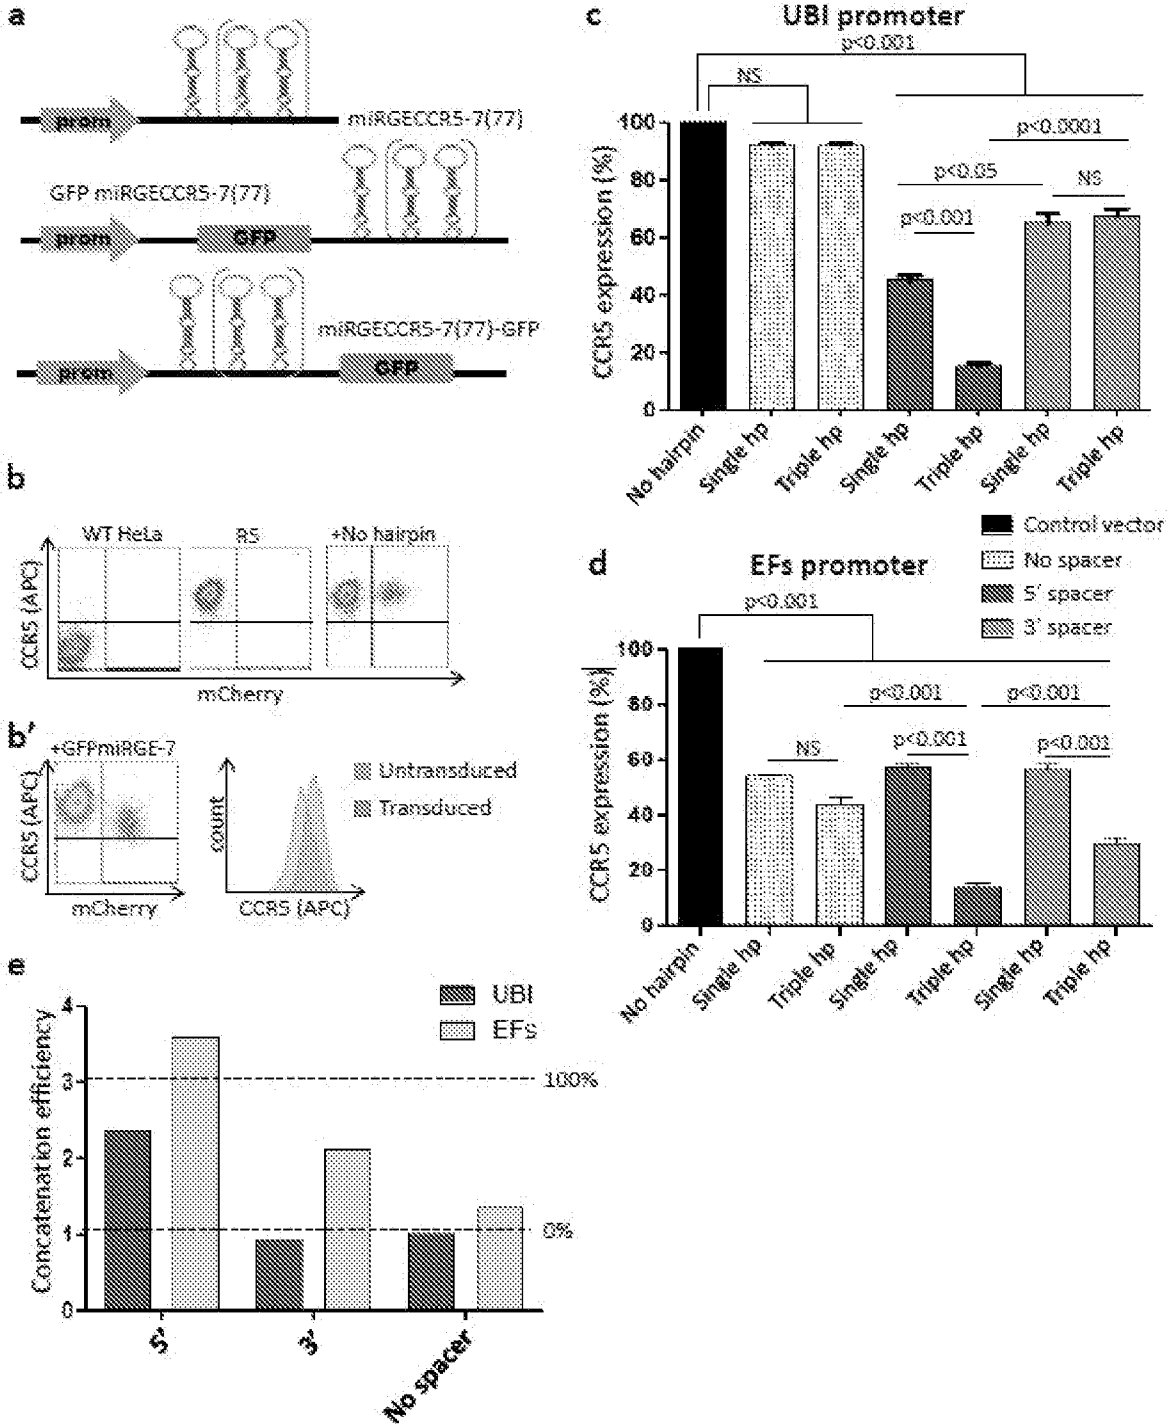 a
prom
miRGECCR5-7(77)
GFP miRGECCR5-7(77)
prom
GFP
miRGECCR5-7(77)-GFP
prom
GFP
b
WT HeLa
R5
+No hairpin
CCR5 (APC)
mCherry
b’
+GFPmiRGE-7
CCR5 (APC)
mCherry
count
CCR5 (APC)
Untransduced
Transduced
c
UBI promoter
p<0.001
NS
p<0.0001
p<0.05
NS
p<0.001
CCR5 expression (%)
100
80
60
40
20
0
No hairpin
Single hp
Triple hp
Single hp
Triple hp
Single hp
Triple hp
Control vector
No spacer
5’ spacer
3’ spacer
d
EFs promoter
p<0.001
p<0.001
p<0.001
NS
p<0.001
p<0.001
CCR5 expression (%)
100
80
60
40
20
0
No hairpin
Single hp
Triple hp
Single hp
Triple hp
Single hp
Triple hp
e
UBI
EFs
Concatenation efficiency
4
3
2
1
0
100%
0%
5’
3’
No spacer